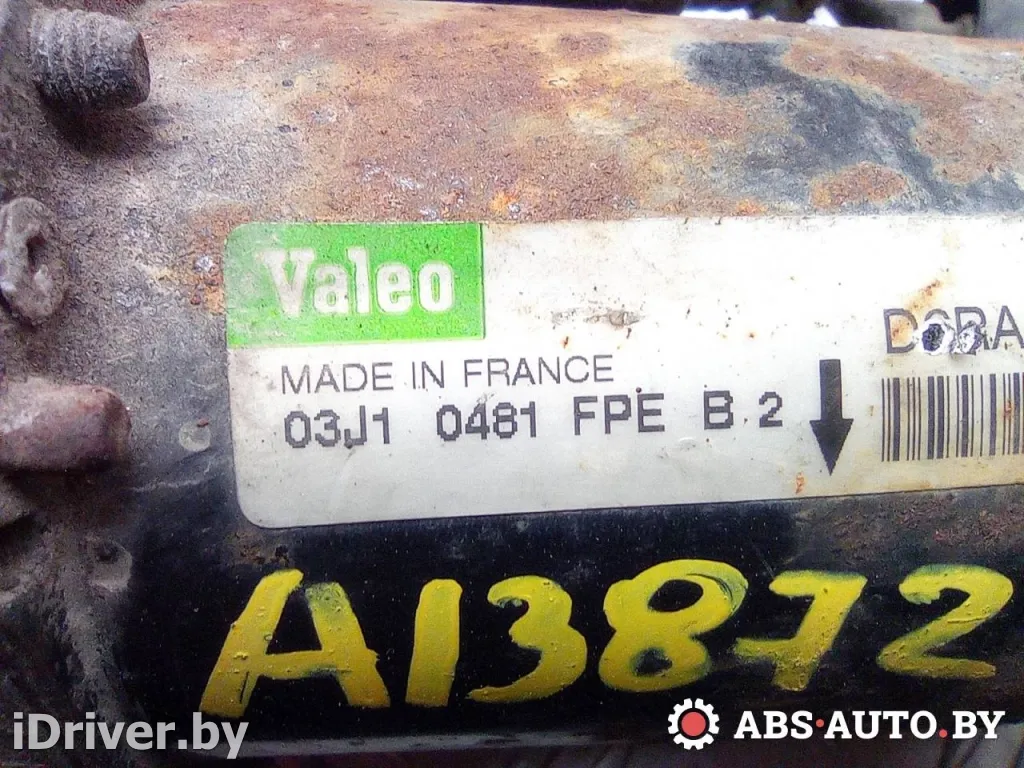 Valeo
MADE IN FRANCE
03J1 0481 FPE B 2
A13872
iDriver.by
ABS·AUTO.BY